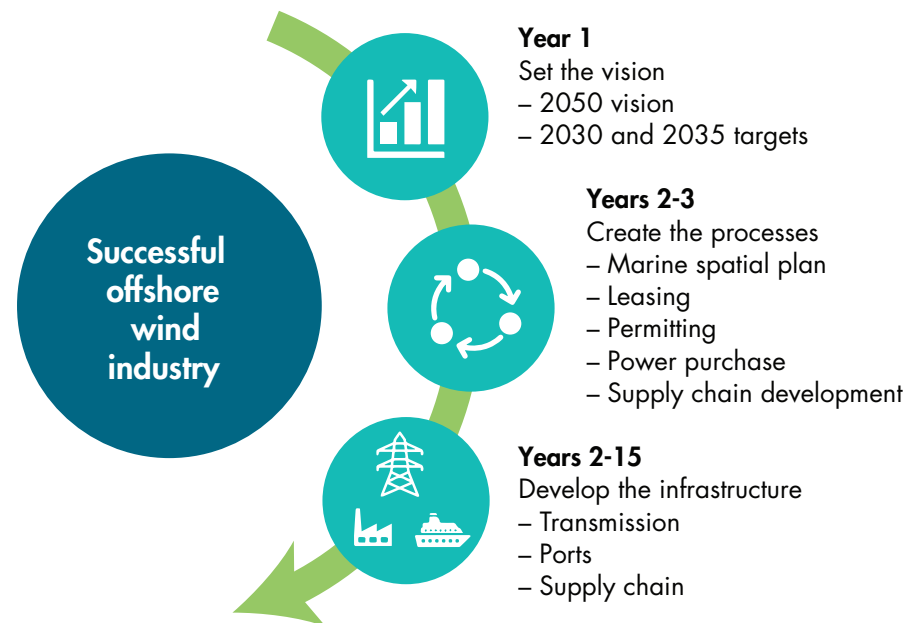 Successful
offshore
wind
industry
Year 1
Set the vision
– 2050 vision
– 2030 and 2035 targets
Years 2-3
Create the processes
– Marine spatial plan
– Leasing
– Permitting
– Power purchase
– Supply chain development
Years 2-15
Develop the infrastructure
– Transmission
– Ports
– Supply chain